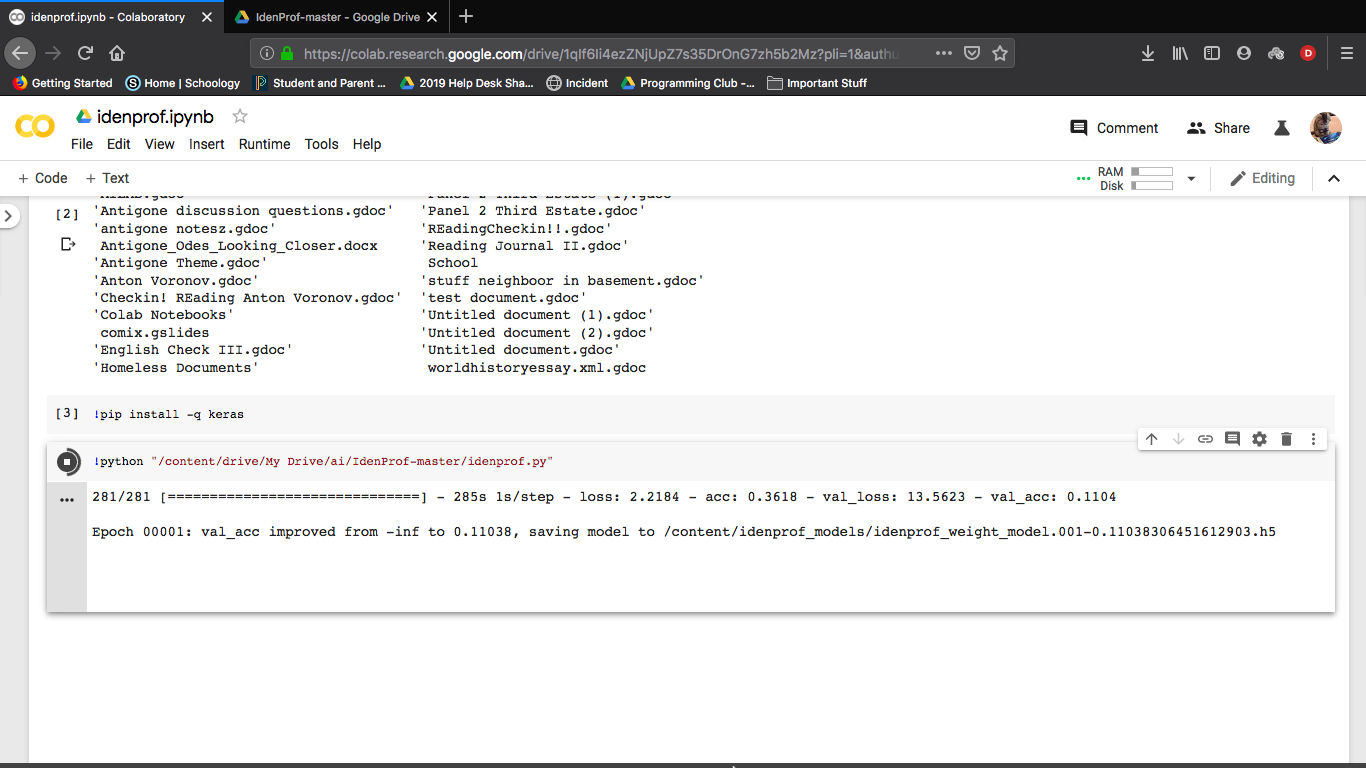 idenprof.ipynb - Colaboratory
IdenProf-master - Google Drive
https://colab.research.google.com/drive/1qIf6li4ezZNjUpZ7s35DrOnG7zh5b2Mz?pli=1&authu
D
Getting Started S Home | Schoology Student and Parent ... 2019 Help Desk Sha... Incident Programming Club -... Important Stuff
CO idenprof.ipynb
File Edit View Insert Runtime Tools Help
Comment Share
+ Code + Text
RAM
Disk
Editing
[2] 'Antigone discussion questions.gdoc' 'Panel 2 Third Estate.gdoc'
'antigone notesz.gdoc' 'REadingCheckin!!.gdoc'
Antigone_Odes_Looking_Closer.docx 'Reading Journal II.gdoc'
'Antigone Theme.gdoc' School
'Anton Voronov.gdoc' 'stuff neighboor in basement.gdoc'
'Checkin! REading Anton Voronov.gdoc' 'test document.gdoc'
'Colab Notebooks' 'Untitled document (1).gdoc'
comix.gslides 'Untitled document (2).gdoc'
'English Check III.gdoc' 'Untitled document.gdoc'
'Homeless Documents' worldhistoryessay.xml.gdoc
[3] !pip install -q keras
!python "/content/drive/My Drive/ai/IdenProf-master/idenprof.py"
281/281 [==============================] - 285s 1s/step - loss: 2.2184 - acc: 0.3618 - val_loss: 13.5623 - val_acc: 0.1104
Epoch 00001: val_acc improved from -inf to 0.11038, saving model to /content/idenprof_models/idenprof_weight_model.001-0.11038306451612903.h5